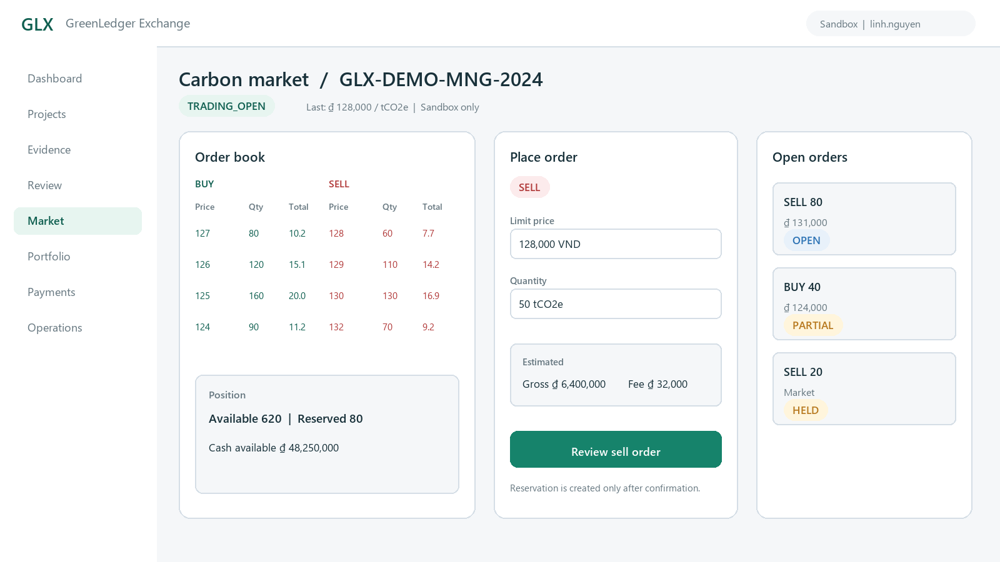 GLX GreenLedger Exchange
Sandbox | linh.nguyen
Dashboard
Projects
Evidence
Review
Market
Portfolio
Payments
Operations
Carbon market / GLX-DEMO-MNG-2024
TRADING_OPEN
Last: ₫ 128,000 / tCO2e | Sandbox only
Order book
BUY SELL
Price Qty Total Price Qty Total
127 80 10.2 128 60 7.7
126 120 15.1 129 110 14.2
125 160 20.0 130 130 16.9
124 90 11.2 132 70 9.2
Position
Available 620 | Reserved 80
Cash available ₫ 48,250,000
Place order
SELL
Limit price
128,000 VND
Quantity
50 tCO2e
Estimated
Gross ₫ 6,400,000 Fee ₫ 32,000
Review sell order
Reservation is created only after confirmation.
Open orders
SELL 80
₫ 131,000
OPEN
BUY 40
₫ 124,000
PARTIAL
SELL 20
Market
HELD